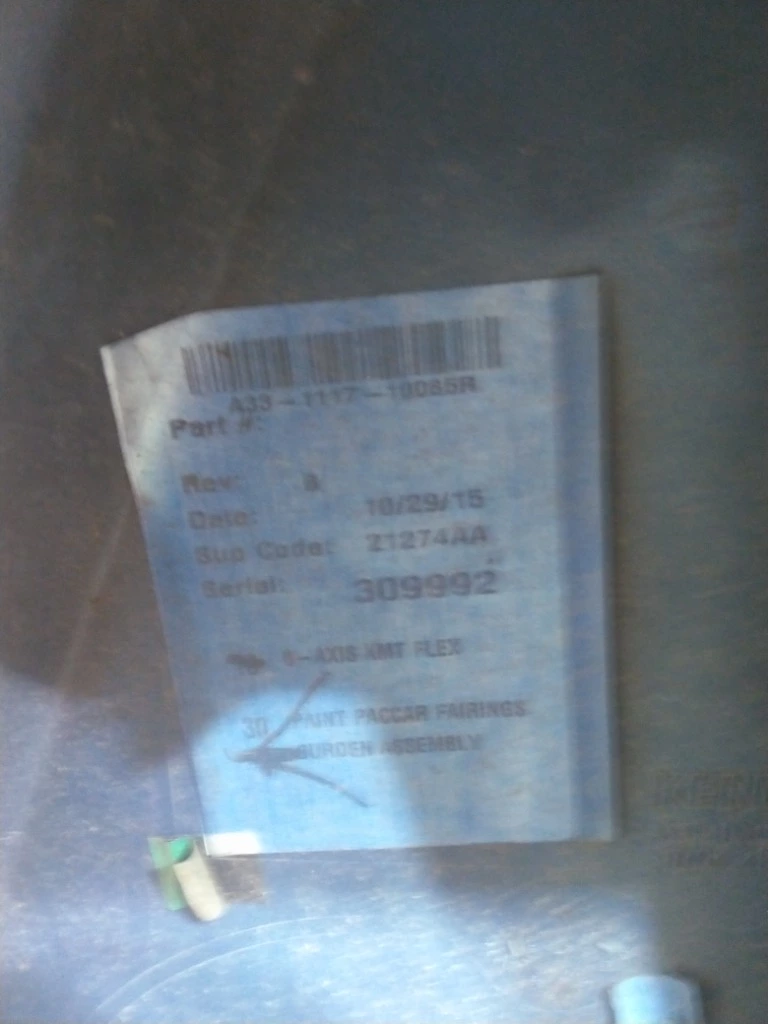 A33-1117-10085R
Part #:
Rev: B
Date: 10/29/15
Sup Code: 21274AA
Serial: 309992
5-AXIS KMT FLEX
30 PAINT PACCAR FAIRINGS
BURDEN ASSEMBLY